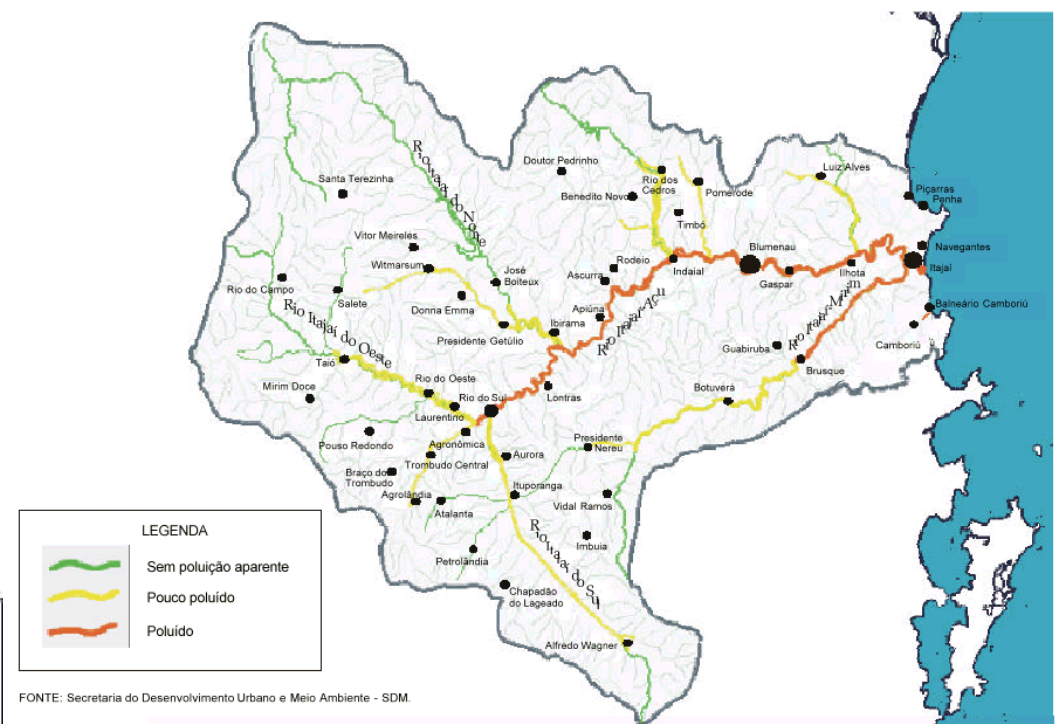 Doutor Pedrinho
Luiz Alves
Rio dos
Cedros
Pomerode
Santa Terezinha
Benedito Novo
Piçarras
Penha
Timbó
Rio Itajaí do Norte
Vitor Meireles
Blumenau
Navegantes
Witmarsum
Rodeio
Indaial
Ilhota
Itajaí
José
Boiteux
Ascurra
Gaspar
Rio do Campo
Salete
Donna Emma
Apiúna
Rio Itajaí-Açu
Rio Itajaí-Mirim
Balneário Camboriú
Rio Itajaí do Oeste
Presidente Getúlio
Ibirama
Guabiruba
Camboriú
Taió
Brusque
Mirim Doce
Rio do Oeste
Rio do Sul
Lontras
Botuverá
Laurentino
Pouso Redondo
Agronômica
Presidente
Nereu
Trombudo Central
Aurora
Braço do
Trombudo
Agrolândia
Atalanta
Ituporanga
Vidal Ramos
Rio Itajaí do Sul
Imbuia
Petrolândia
Chapadão
do Lageado
Alfredo Wagner
LEGENDA
Sem poluição aparente
Pouco poluído
Poluído
FONTE: Secretaria do Desenvolvimento Urbano e Meio Ambiente - SDM.